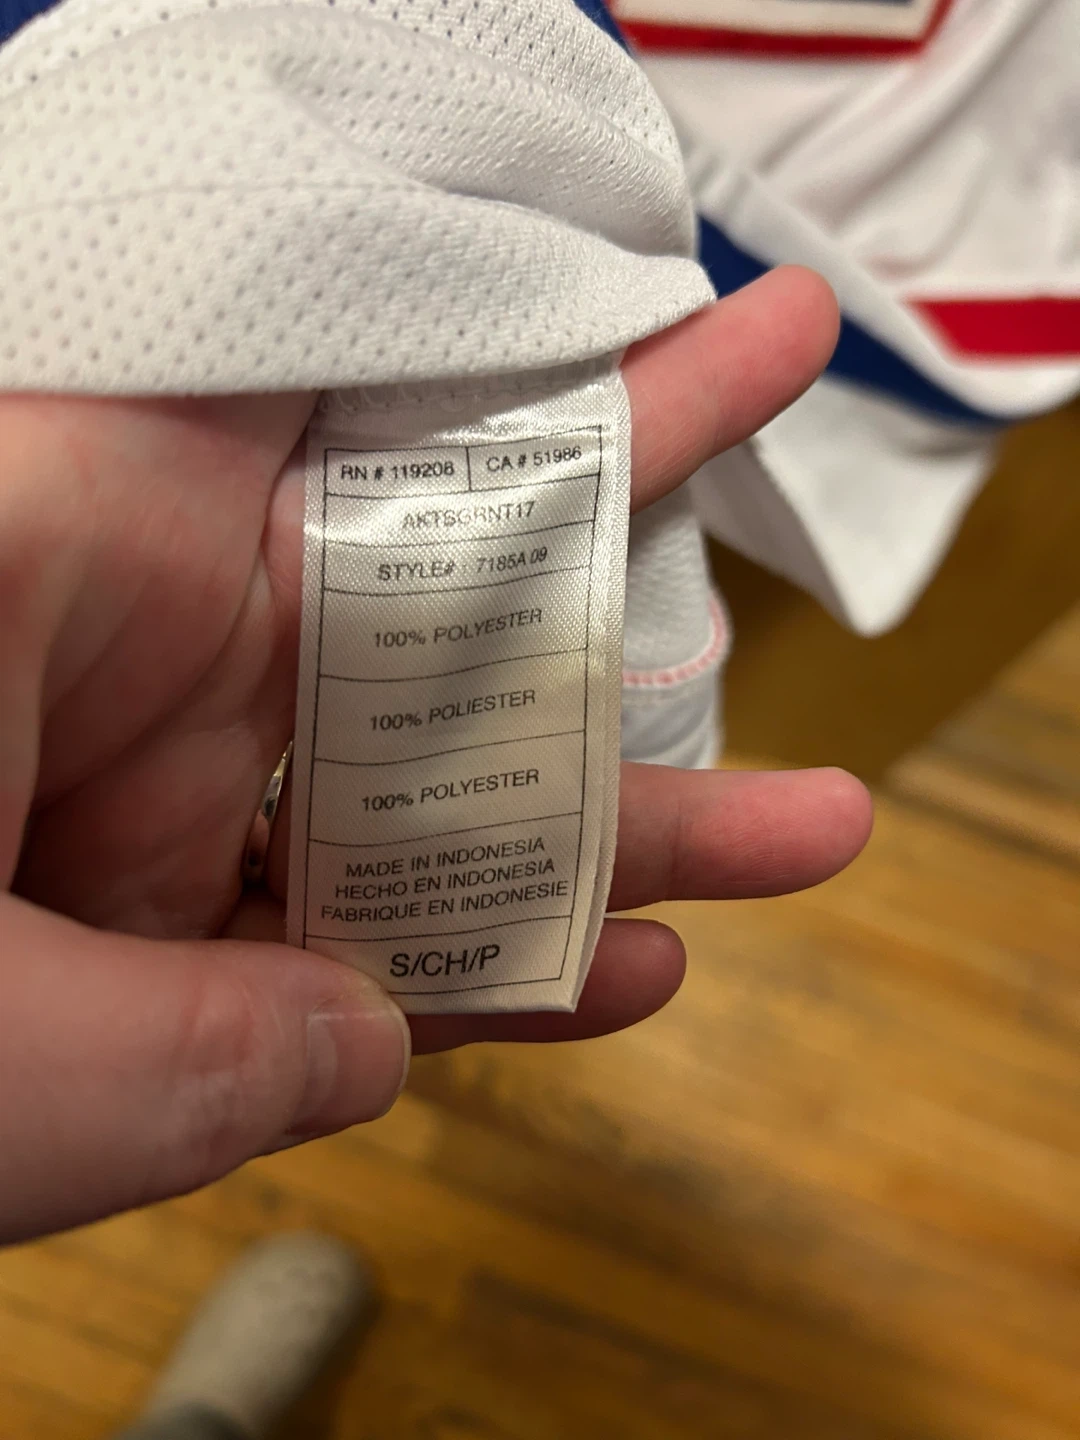 RN # 119208 CA # 51986
AKTSGRNT17
STYLE# : 7185A 09
100% POLYESTER
100% POLIESTER
100% POLYESTER
MADE IN INDONESIA
HECHO EN INDONESIA
FABRIQUE EN INDONESIE
S/CH/P